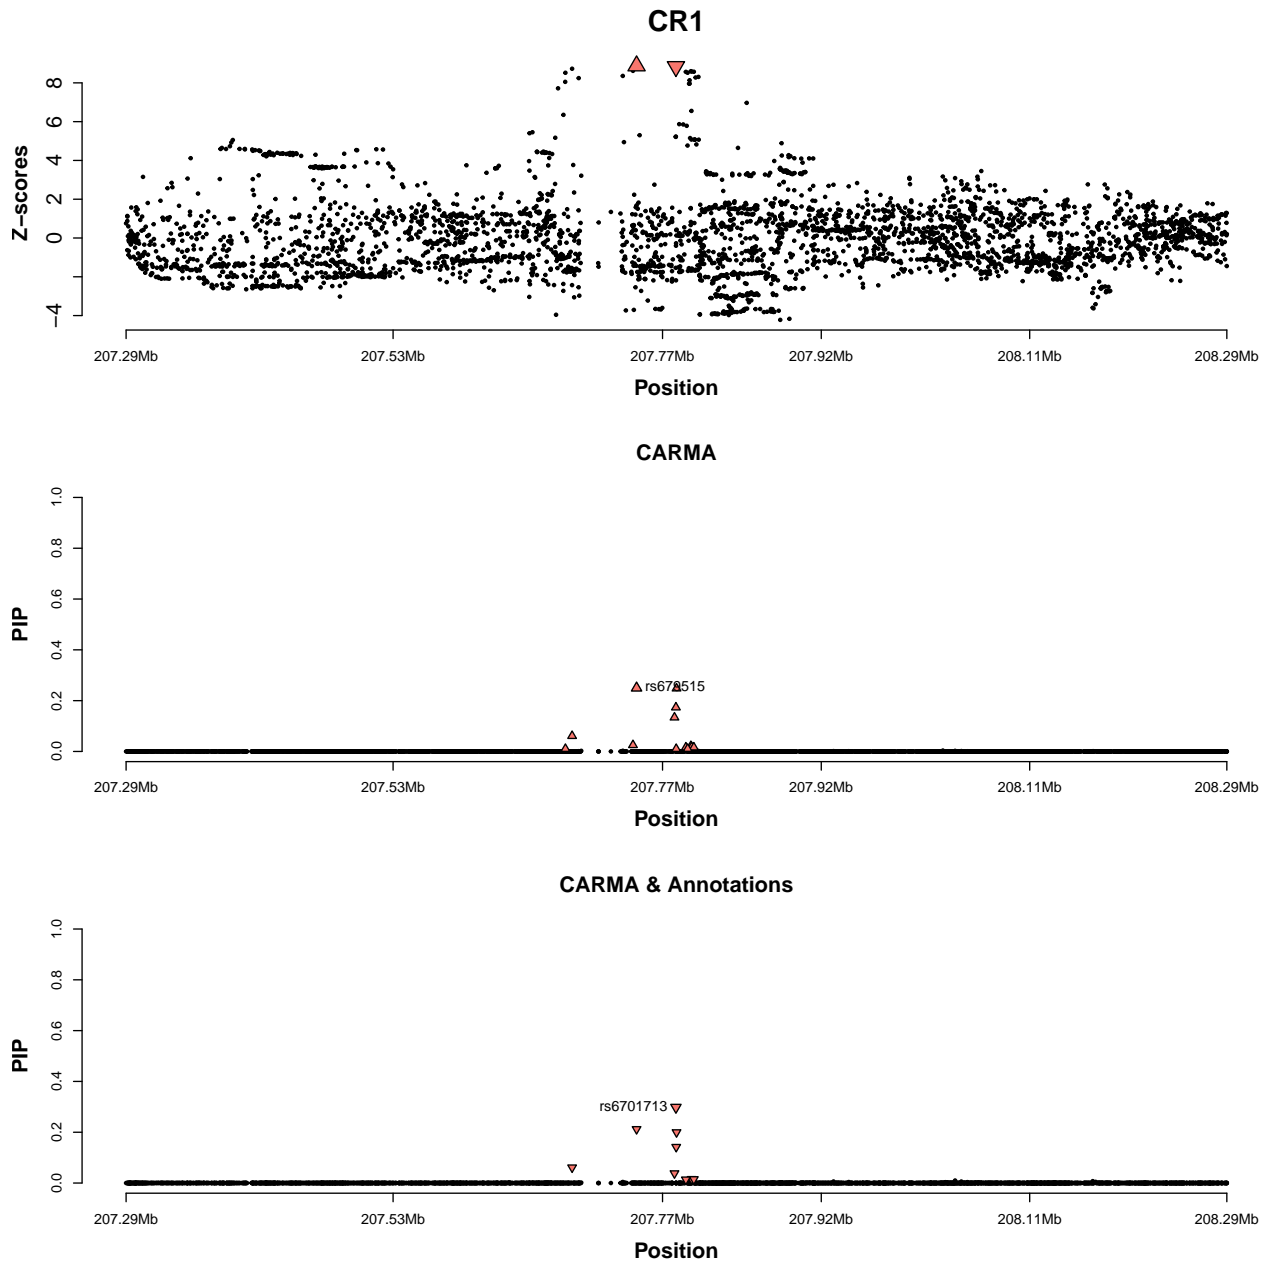 CR1
Z−scores
8
6
4
2
0
−4
207.29Mb 207.53Mb 207.77Mb 207.92Mb 208.11Mb 208.29Mb
Position
CARMA
PIP
1.0
0.8
0.6
0.4
0.2
0.0
rs679515
207.29Mb 207.53Mb 207.77Mb 207.92Mb 208.11Mb 208.29Mb
Position
CARMA & Annotations
PIP
1.0
0.8
0.6
0.4
0.2
0.0
rs6701713
207.29Mb 207.53Mb 207.77Mb 207.92Mb 208.11Mb 208.29Mb
Position